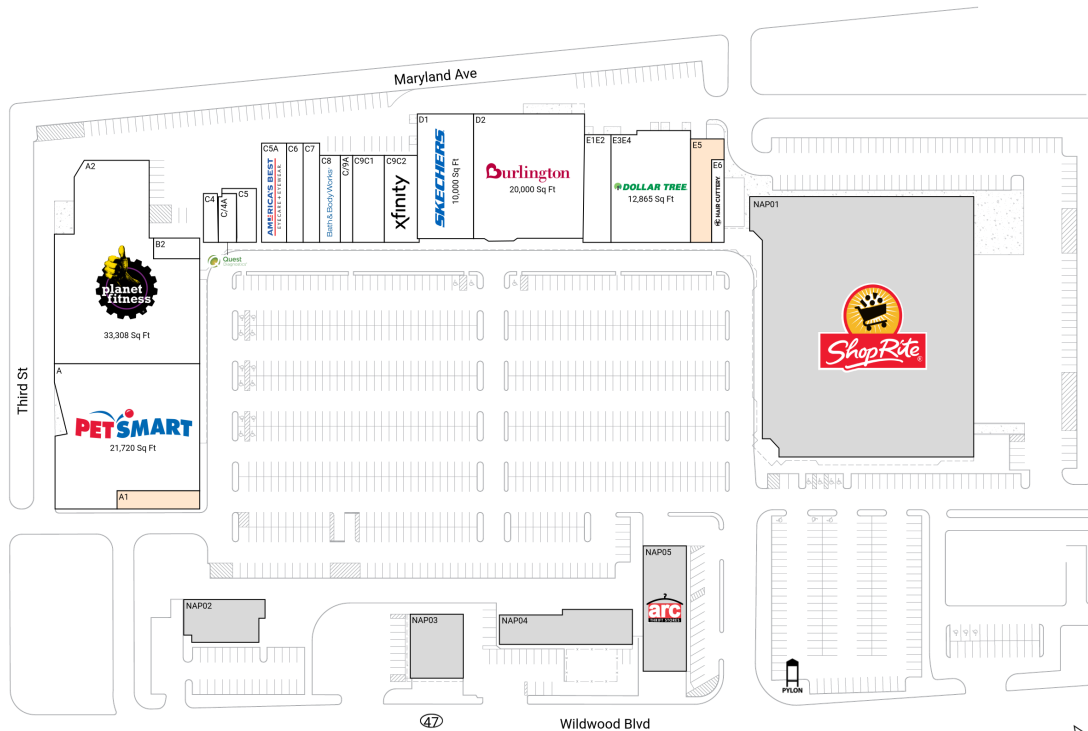 Maryland Ave
Third St
A2
B2
planet
fitness
33,308 Sq Ft
A
PETSMART
21,720 Sq Ft
A1
C4
C/4A
C5
Quest
C5A
AMERICA'S BEST
C6
C7
C8
Bath & Body Works
C/9A
C9C1
C9C2
xfinity
D1
SKECHERS
10,000 Sq Ft
D2
Burlington
20,000 Sq Ft
E1E2
E3E4
DOLLAR TREE
12,865 Sq Ft
E5
E6
HC HAIR CUTTERY
NAP01
ShopRite
NAP02
NAP03
NAP04
NAP05
arc
THRIFT STORES
PYLON
47
Wildwood Blvd